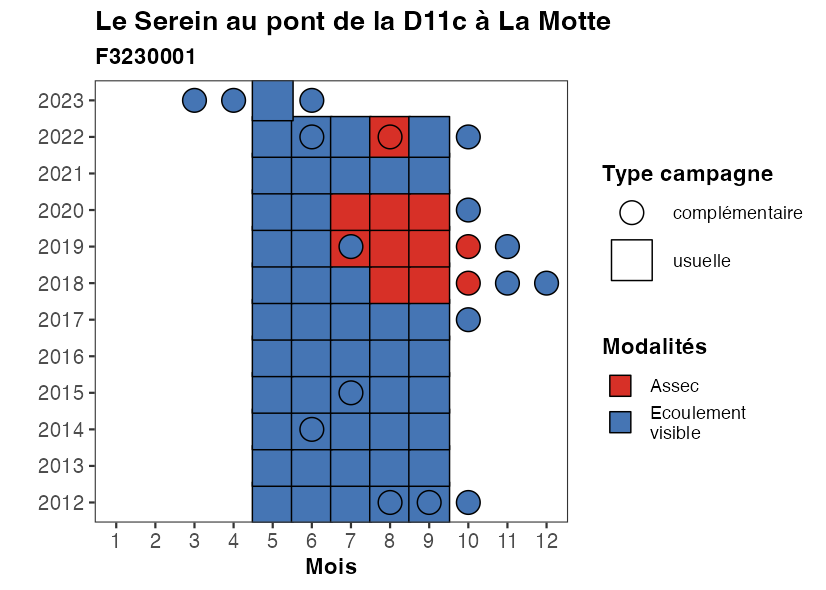 Le Serein au pont de la D11c à La Motte
F3230001
2023
2022
2021
2020
2019
2018
2017
2016
2015
2014
2013
2012
1 2 3 4 5 6 7 8 9 10 11 12
Mois
Type campagne
complémentaire
usuelle
Modalités
Assec
Ecoulement
visible